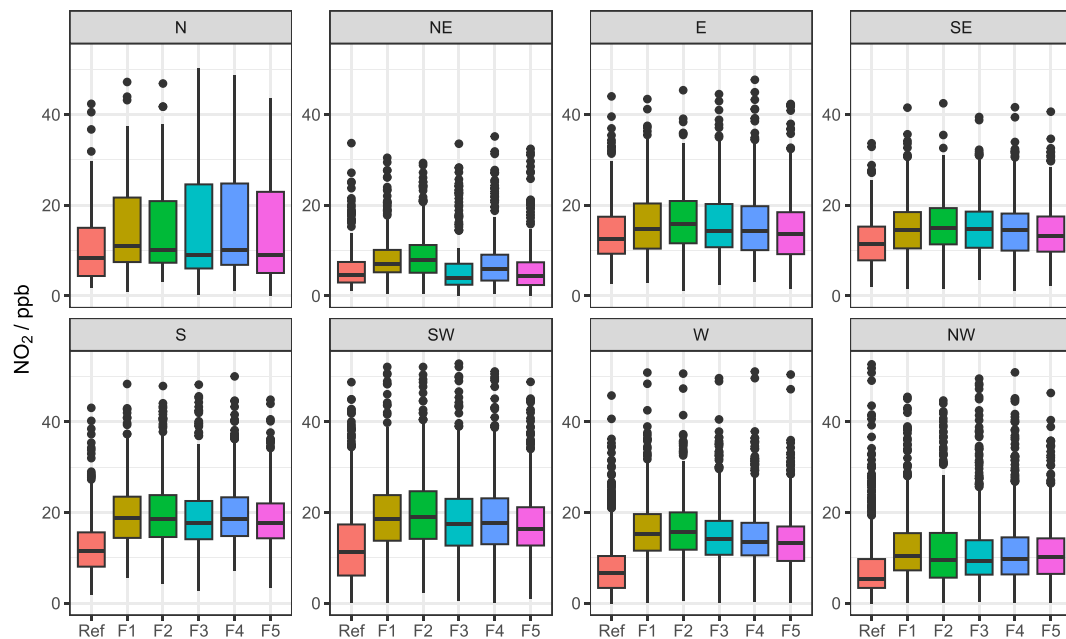 N NE E SE
40
20
0
S SW W NW
40
20
0
NO₂ / ppb
Ref F1 F2 F3 F4 F5 Ref F1 F2 F3 F4 F5 Ref F1 F2 F3 F4 F5 Ref F1 F2 F3 F4 F5